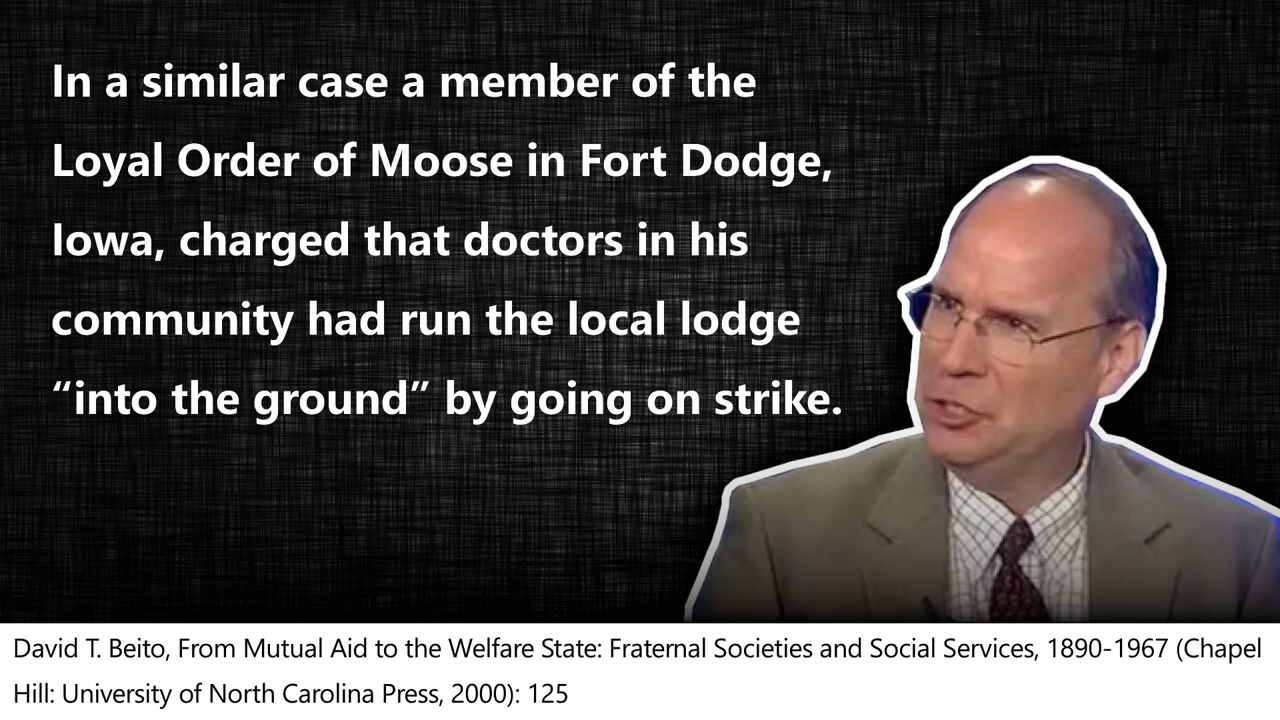 In a similar case a member of the
Loyal Order of Moose in Fort Dodge,
Iowa, charged that doctors in his
community had run the local lodge
“into the ground” by going on strike.
David T. Beito, From Mutual Aid to the Welfare State: Fraternal Societies and Social Services, 1890-1967 (Chapel
Hill: University of North Carolina Press, 2000): 125